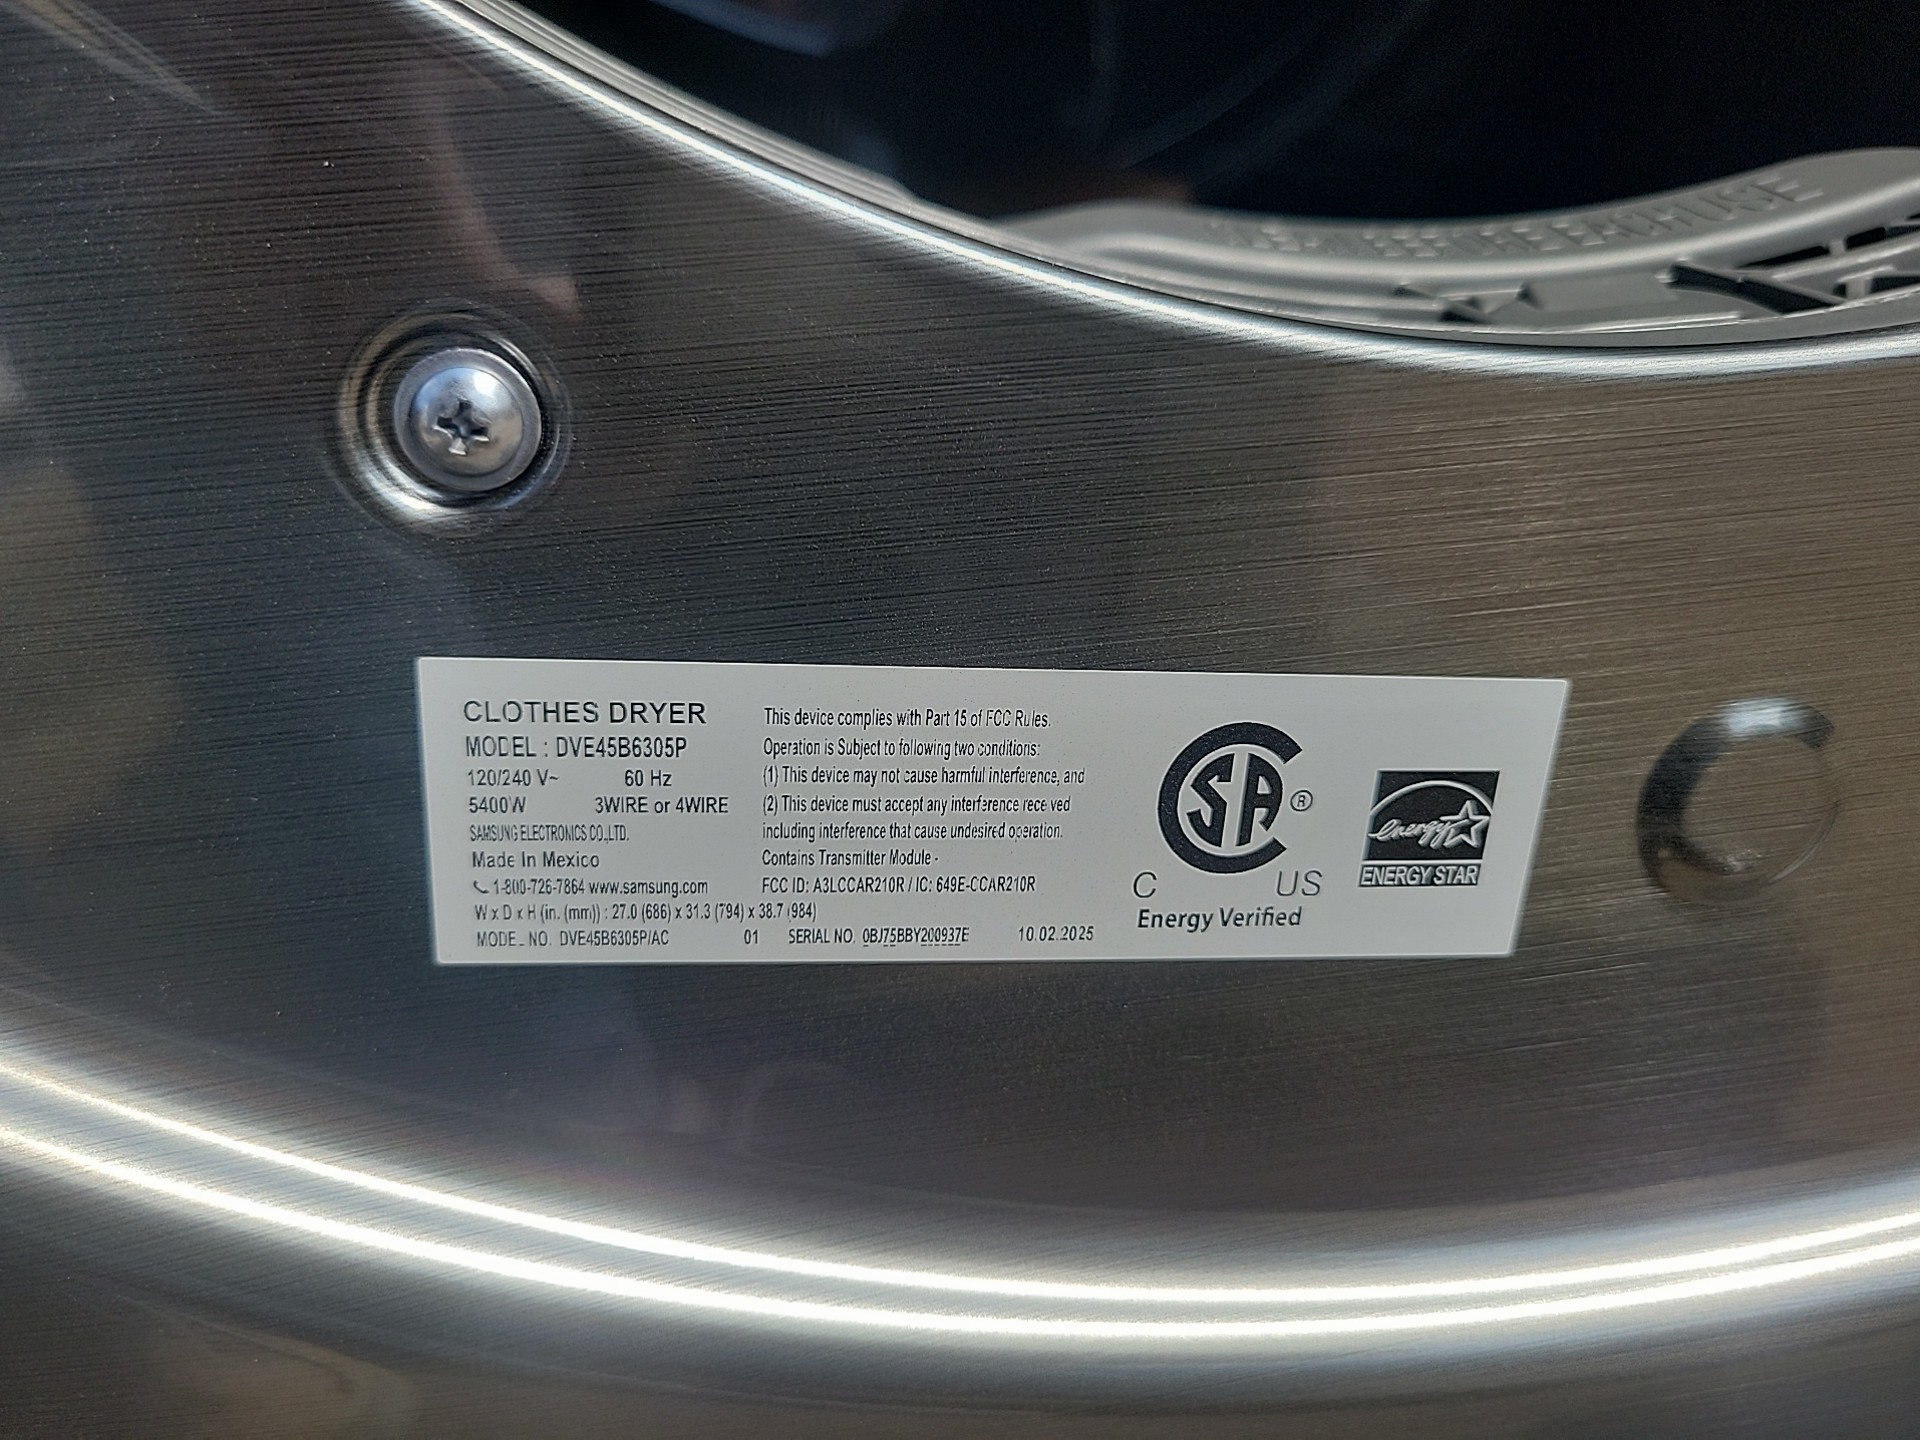 BEFORE EACH USE
CLOTHES DRYER
MODEL : DVE45B6305P
120/240 V~ 60 Hz
5400W 3WIRE or 4WIRE
SAMSUNG ELECTRONICS CO.,LTD.
Made In Mexico
1-800-726-7864 www.samsung.com
W x D x H (in. (mm)) : 27.0 (686) x 31.3 (794) x 38.7 (984)
MODEL NO. DVE45B6305P/AC 01 SERIAL NO. 0BJ75BBY200937E 10.02.2025
This device complies with Part 15 of FCC Rules.
Operation is Subject to following two conditions:
(1) This device may not cause harmful interference, and
(2) This device must accept any interference received
including interference that cause undesired operation.
Contains Transmitter Module -
FCC ID: A3LCCAR210R / IC: 649E-CCAR210R
CSA ®
C US
Energy Verified
energy
ENERGY STAR